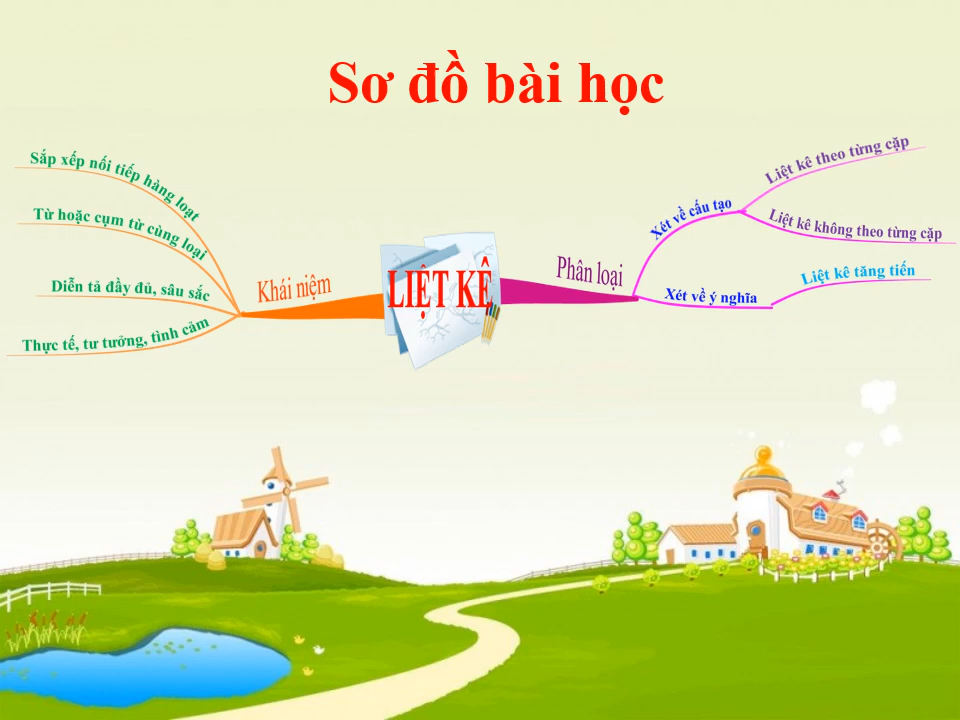 Sơ đồ bài học
Sắp xếp nối tiếp hàng loạt
Từ hoặc cụm từ cùng loại
Diễn tả đầy đủ, sâu sắc
Thực tế, tư tưởng, tình cảm
Khái niệm
LIỆT KÊ
Phân loại
Xét về cấu tạo
Liệt kê theo từng cặp
Liệt kê không theo từng cặp
Xét về ý nghĩa
Liệt kê tăng tiến